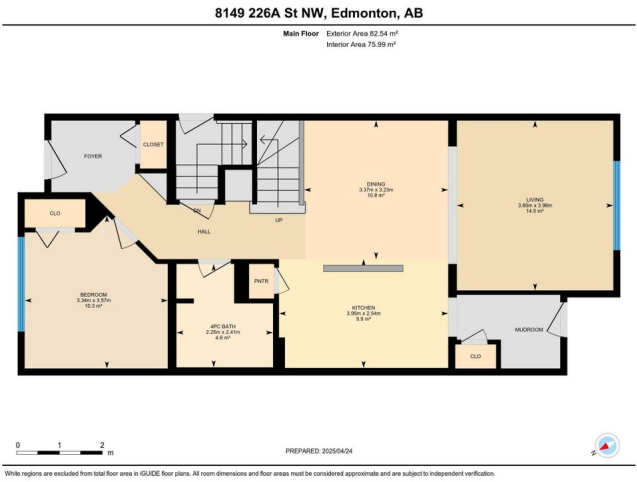 8149 226A St NW, Edmonton, AB
Main Floor Exterior Area 82.54 m²
Interior Area 75.99 m²
FOYER
CLOSET
DN
UP
HALL
CLO
DINING
3.37m x 3.23m
10.8 m²
LIVING
3.65m x 3.96m
14.5 m²
BEDROOM
3.34m x 3.57m
10.3 m²
4PC BATH
2.25m x 2.41m
4.6 m²
PNTR
KITCHEN
3.95m x 2.54m
9.9 m²
MUDROOM
CLO
0 1 2
m
PREPARED: 2025/04/24
N
White regions are excluded from total floor area in iGUIDE floor plans. All room dimensions and floor areas must be considered approximate and are subject to independent verification.